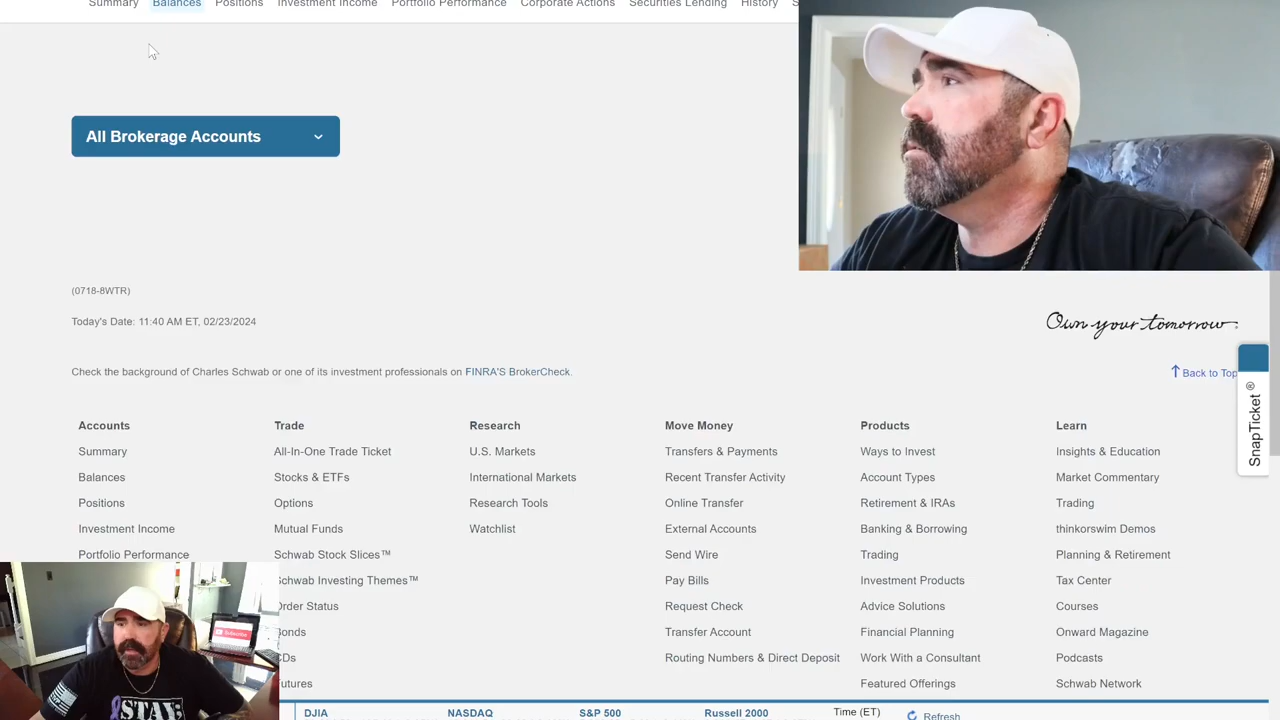 Summary Balances Positions Investment Income Portfolio Performance Corporate Actions Securities Lending History
All Brokerage Accounts
(0718-8WTR)
Today's Date: 11:40 AM ET, 02/23/2024
Own your tomorrow
Check the background of Charles Schwab or one of its investment professionals on FINRA'S BrokerCheck.
Back to Top
SnapTicket ®
Accounts Trade Research Move Money Products Learn
Summary All-In-One Trade Ticket U.S. Markets Transfers & Payments Ways to Invest Insights & Education
Balances Stocks & ETFs International Markets Recent Transfer Activity Account Types Market Commentary
Positions Options Research Tools Online Transfer Retirement & IRAs Trading
Investment Income Mutual Funds Watchlist External Accounts Banking & Borrowing thinkorswim Demos
Portfolio Performance Schwab Stock Slices™ Send Wire Trading Planning & Retirement
Schwab Investing Themes™ Pay Bills Investment Products Tax Center
Order Status Request Check Advice Solutions Courses
Bonds Transfer Account Financial Planning Onward Magazine
CDs Routing Numbers & Direct Deposit Work With a Consultant Podcasts
Futures Featured Offerings Schwab Network
Subscribe
STAY
DJIA NASDAQ S&P 500 Russell 2000 Time (ET) Refresh